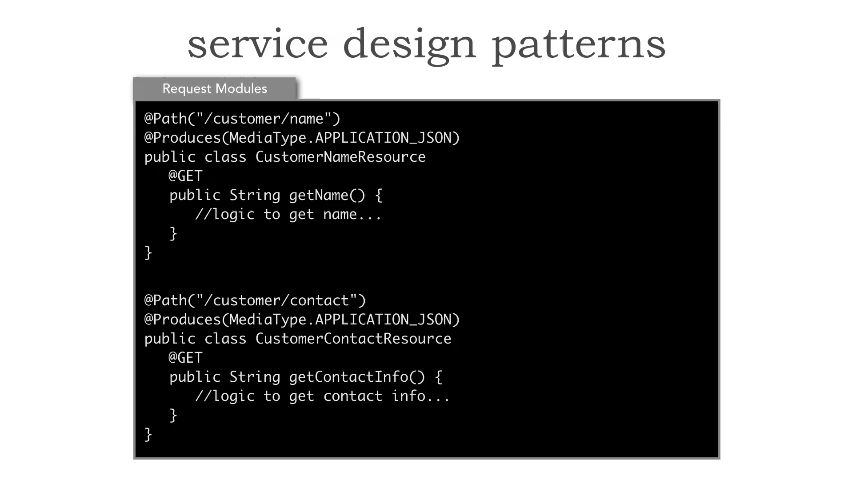 service design patterns
Request Modules
@Path("/customer/name")
@Produces(MediaType.APPLICATION_JSON)
public class CustomerNameResource
@GET
public String getName() {
//logic to get name...
}
}
@Path("/customer/contact")
@Produces(MediaType.APPLICATION_JSON)
public class CustomerContactResource
@GET
public String getContactInfo() {
//logic to get contact info...
}
}